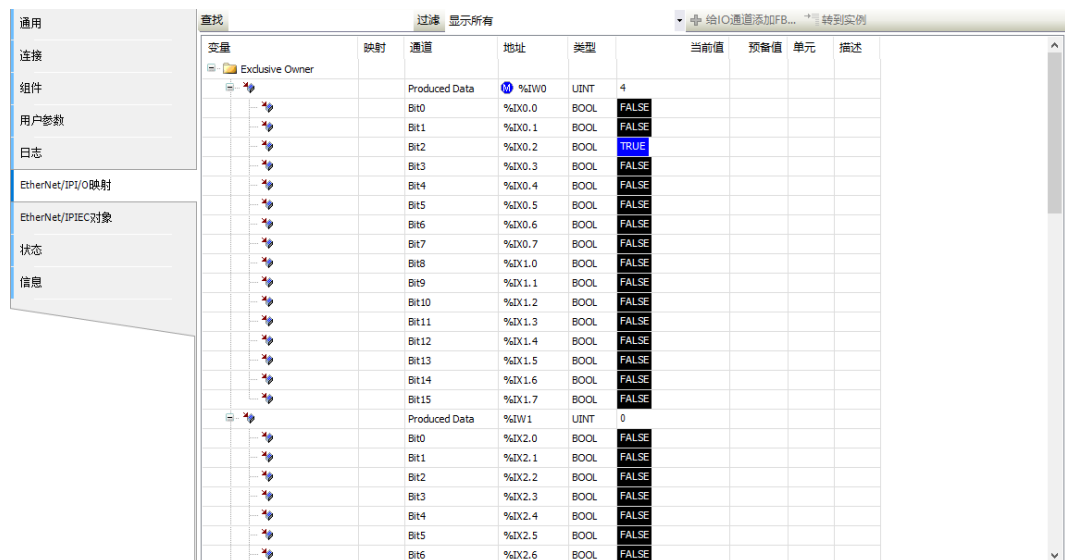 通用
连接
组件
用户参数
日志
EtherNet/IPI/O映射
EtherNet/IPIEC对象
状态
信息
查找 过滤 显示所有 给IO通道添加FB... 转到实例
变量 映射 通道 地址 类型 当前值 预备值 单元 描述
Exclusive Owner
Produced Data M %IW0 UINT 4
Bit0 %IX0.0 BOOL FALSE
Bit1 %IX0.1 BOOL FALSE
Bit2 %IX0.2 BOOL TRUE
Bit3 %IX0.3 BOOL FALSE
Bit4 %IX0.4 BOOL FALSE
Bit5 %IX0.5 BOOL FALSE
Bit6 %IX0.6 BOOL FALSE
Bit7 %IX0.7 BOOL FALSE
Bit8 %IX1.0 BOOL FALSE
Bit9 %IX1.1 BOOL FALSE
Bit10 %IX1.2 BOOL FALSE
Bit11 %IX1.3 BOOL FALSE
Bit12 %IX1.4 BOOL FALSE
Bit13 %IX1.5 BOOL FALSE
Bit14 %IX1.6 BOOL FALSE
Bit15 %IX1.7 BOOL FALSE
Produced Data %IW1 UINT 0
Bit0 %IX2.0 BOOL FALSE
Bit1 %IX2.1 BOOL FALSE
Bit2 %IX2.2 BOOL FALSE
Bit3 %IX2.3 BOOL FALSE
Bit4 %IX2.4 BOOL FALSE
Bit5 %IX2.5 BOOL FALSE
Bit6 %IX2.6 BOOL FALSE